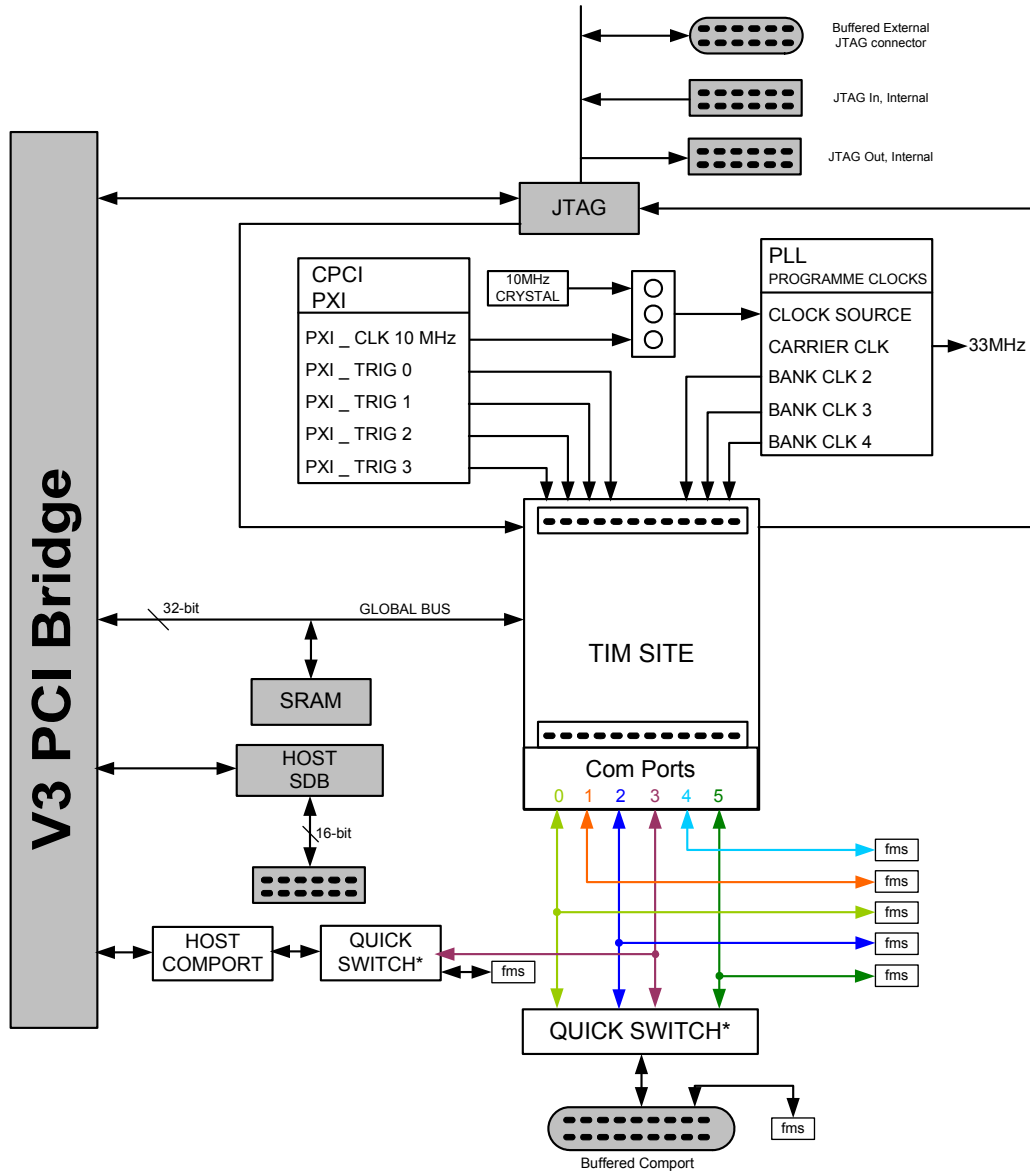 Buffered External
JTAG connector
JTAG In, Internal
JTAG Out, Internal
JTAG
V3 PCI Bridge
CPCI
PXI
PXI _ CLK 10 MHz
PXI _ TRIG 0
PXI _ TRIG 1
PXI _ TRIG 2
PXI _ TRIG 3
10MHz
CRYSTAL
PLL
PROGRAMME CLOCKS
CLOCK SOURCE
CARRIER CLK
BANK CLK 2
BANK CLK 3
BANK CLK 4
33MHz
32-bit
GLOBAL BUS
TIM SITE
SRAM
HOST
SDB
16-bit
Com Ports
0 1 2 3 4 5
fms
fms
fms
fms
fms
HOST
COMPORT
QUICK
SWITCH*
fms
QUICK SWITCH*
fms
Buffered Comport